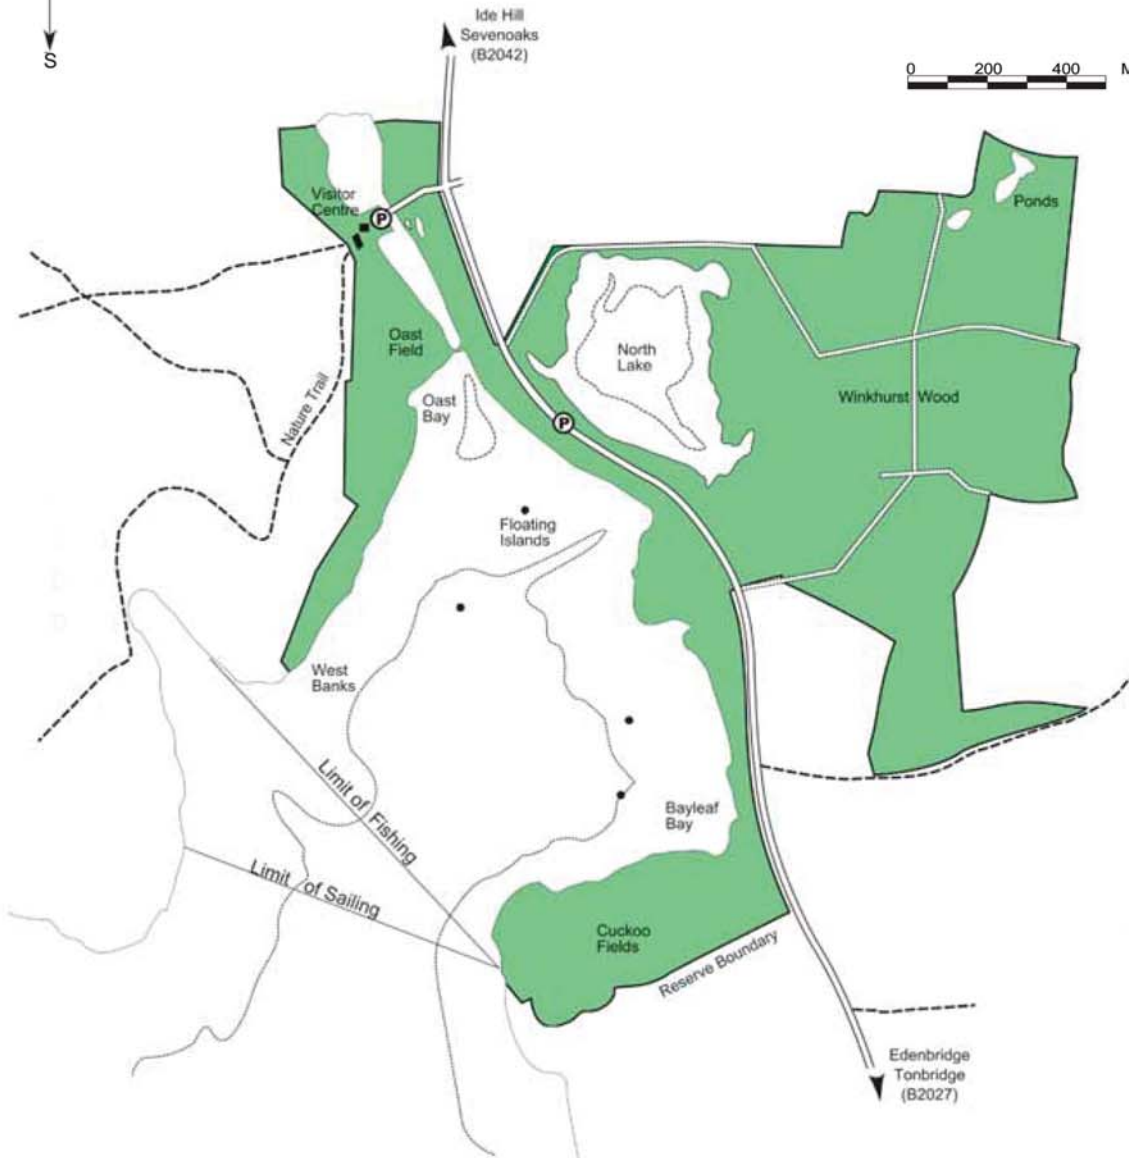 S
Ide Hill
Sevenoaks
(B2042)
0 200 400 M
Visitor
Centre
P
Ponds
Oast
Field
North
Lake
Nature Trail
Oast
Bay
Winkhurst Wood
P
Floating
Islands
West
Banks
Limit of Fishing
Bayleaf
Bay
Limit of Sailing
Cuckoo
Fields
Reserve Boundary
Edenbridge
Tonbridge
(B2027)